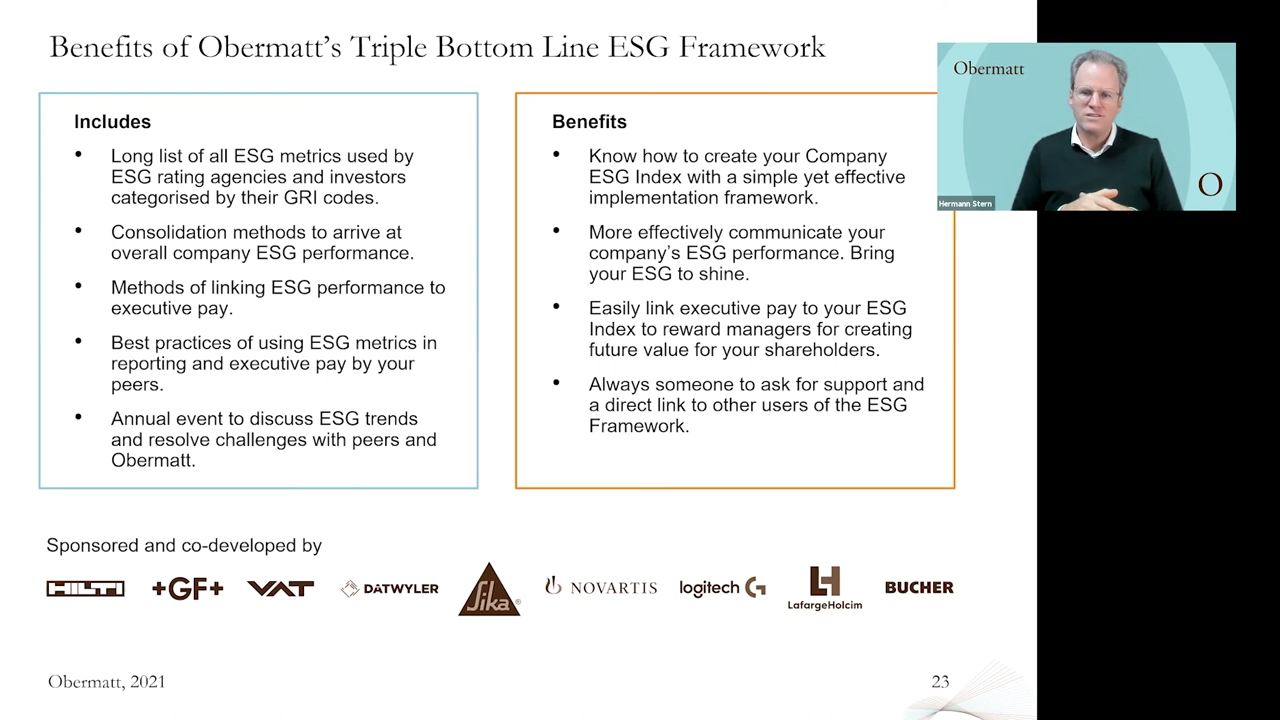 Benefits of Obermatt’s Triple Bottom Line ESG Framework
Includes
• Long list of all ESG metrics used by
ESG rating agencies and investors
categorised by their GRI codes.
• Consolidation methods to arrive at
overall company ESG performance.
• Methods of linking ESG performance to
executive pay.
• Best practices of using ESG metrics in
reporting and executive pay by your
peers.
• Annual event to discuss ESG trends
and resolve challenges with peers and
Obermatt.
Benefits
• Know how to create your Company
ESG Index with a simple yet effective
implementation framework.
• More effectively communicate your
company’s ESG performance. Bring
your ESG to shine.
• Easily link executive pay to your ESG
Index to reward managers for creating
future value for your shareholders.
• Always someone to ask for support and
a direct link to other users of the ESG
Framework.
Obermatt
O
Hermann Stern
Sponsored and co-developed by
HILTI +GF+ VAT DATWYLER Sika® NOVARTIS logitech G LH LafargeHolcim BUCHER
Obermatt, 2021
23